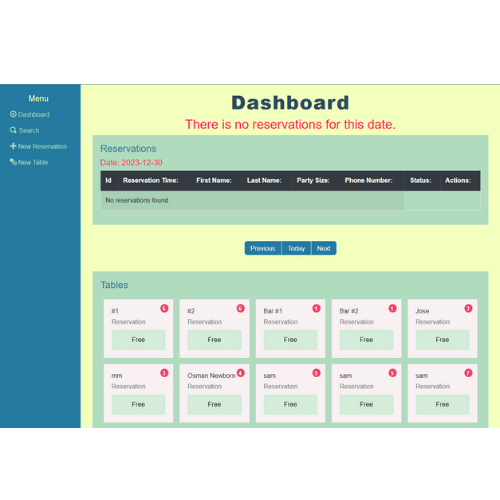 Menu
Dashboard
Search
New Reservation
New Table
Dashboard
There is no reservations for this date.
Reservations
Date: 2023-12-30
Id Reservation Time: First Name: Last Name: Party Size: Phone Number: Status: Actions:
No reservations found
Previous Today Next
Tables
#1 6 #2 6 Bar #1 1 Bar #2 1 Jose 3
Reservation Reservation Reservation Reservation Reservation
Free Free Free Free Free
mm 3 Osman Newborn 4 sam 5 sam 5 sam 7
Reservation Reservation Reservation Reservation Reservation
Free Free Free Free Free